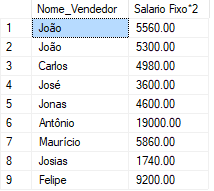 Nome_Vendedor Salario Fixo*2
1 João 5560.00
2 João 5300.00
3 Carlos 4980.00
4 José 3600.00
5 Jonas 4600.00
6 Antônio 19000.00
7 Maurício 5860.00
8 Josias 1740.00
9 Felipe 9200.00